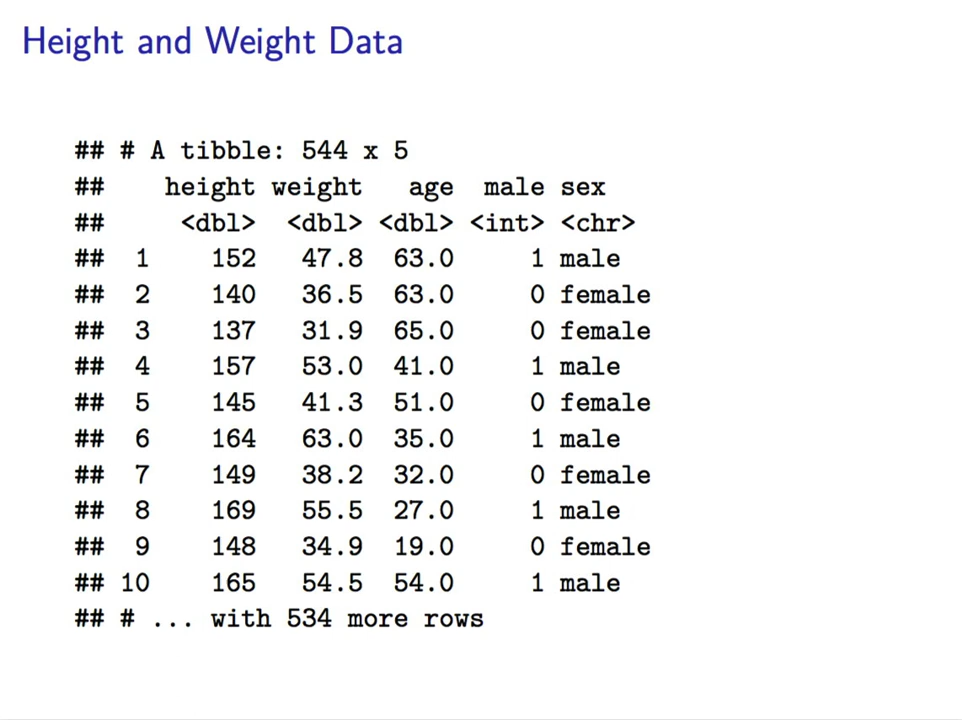 Height and Weight Data
## # A tibble: 544 x 5
##    height weight   age  male sex
##     <dbl>  <dbl> <dbl> <int> <chr>
##  1    152   47.8  63.0     1 male
##  2    140   36.5  63.0     0 female
##  3    137   31.9  65.0     0 female
##  4    157   53.0  41.0     1 male
##  5    145   41.3  51.0     0 female
##  6    164   63.0  35.0     1 male
##  7    149   38.2  32.0     0 female
##  8    169   55.5  27.0     1 male
##  9    148   34.9  19.0     0 female
## 10    165   54.5  54.0     1 male
## # ... with 534 more rows